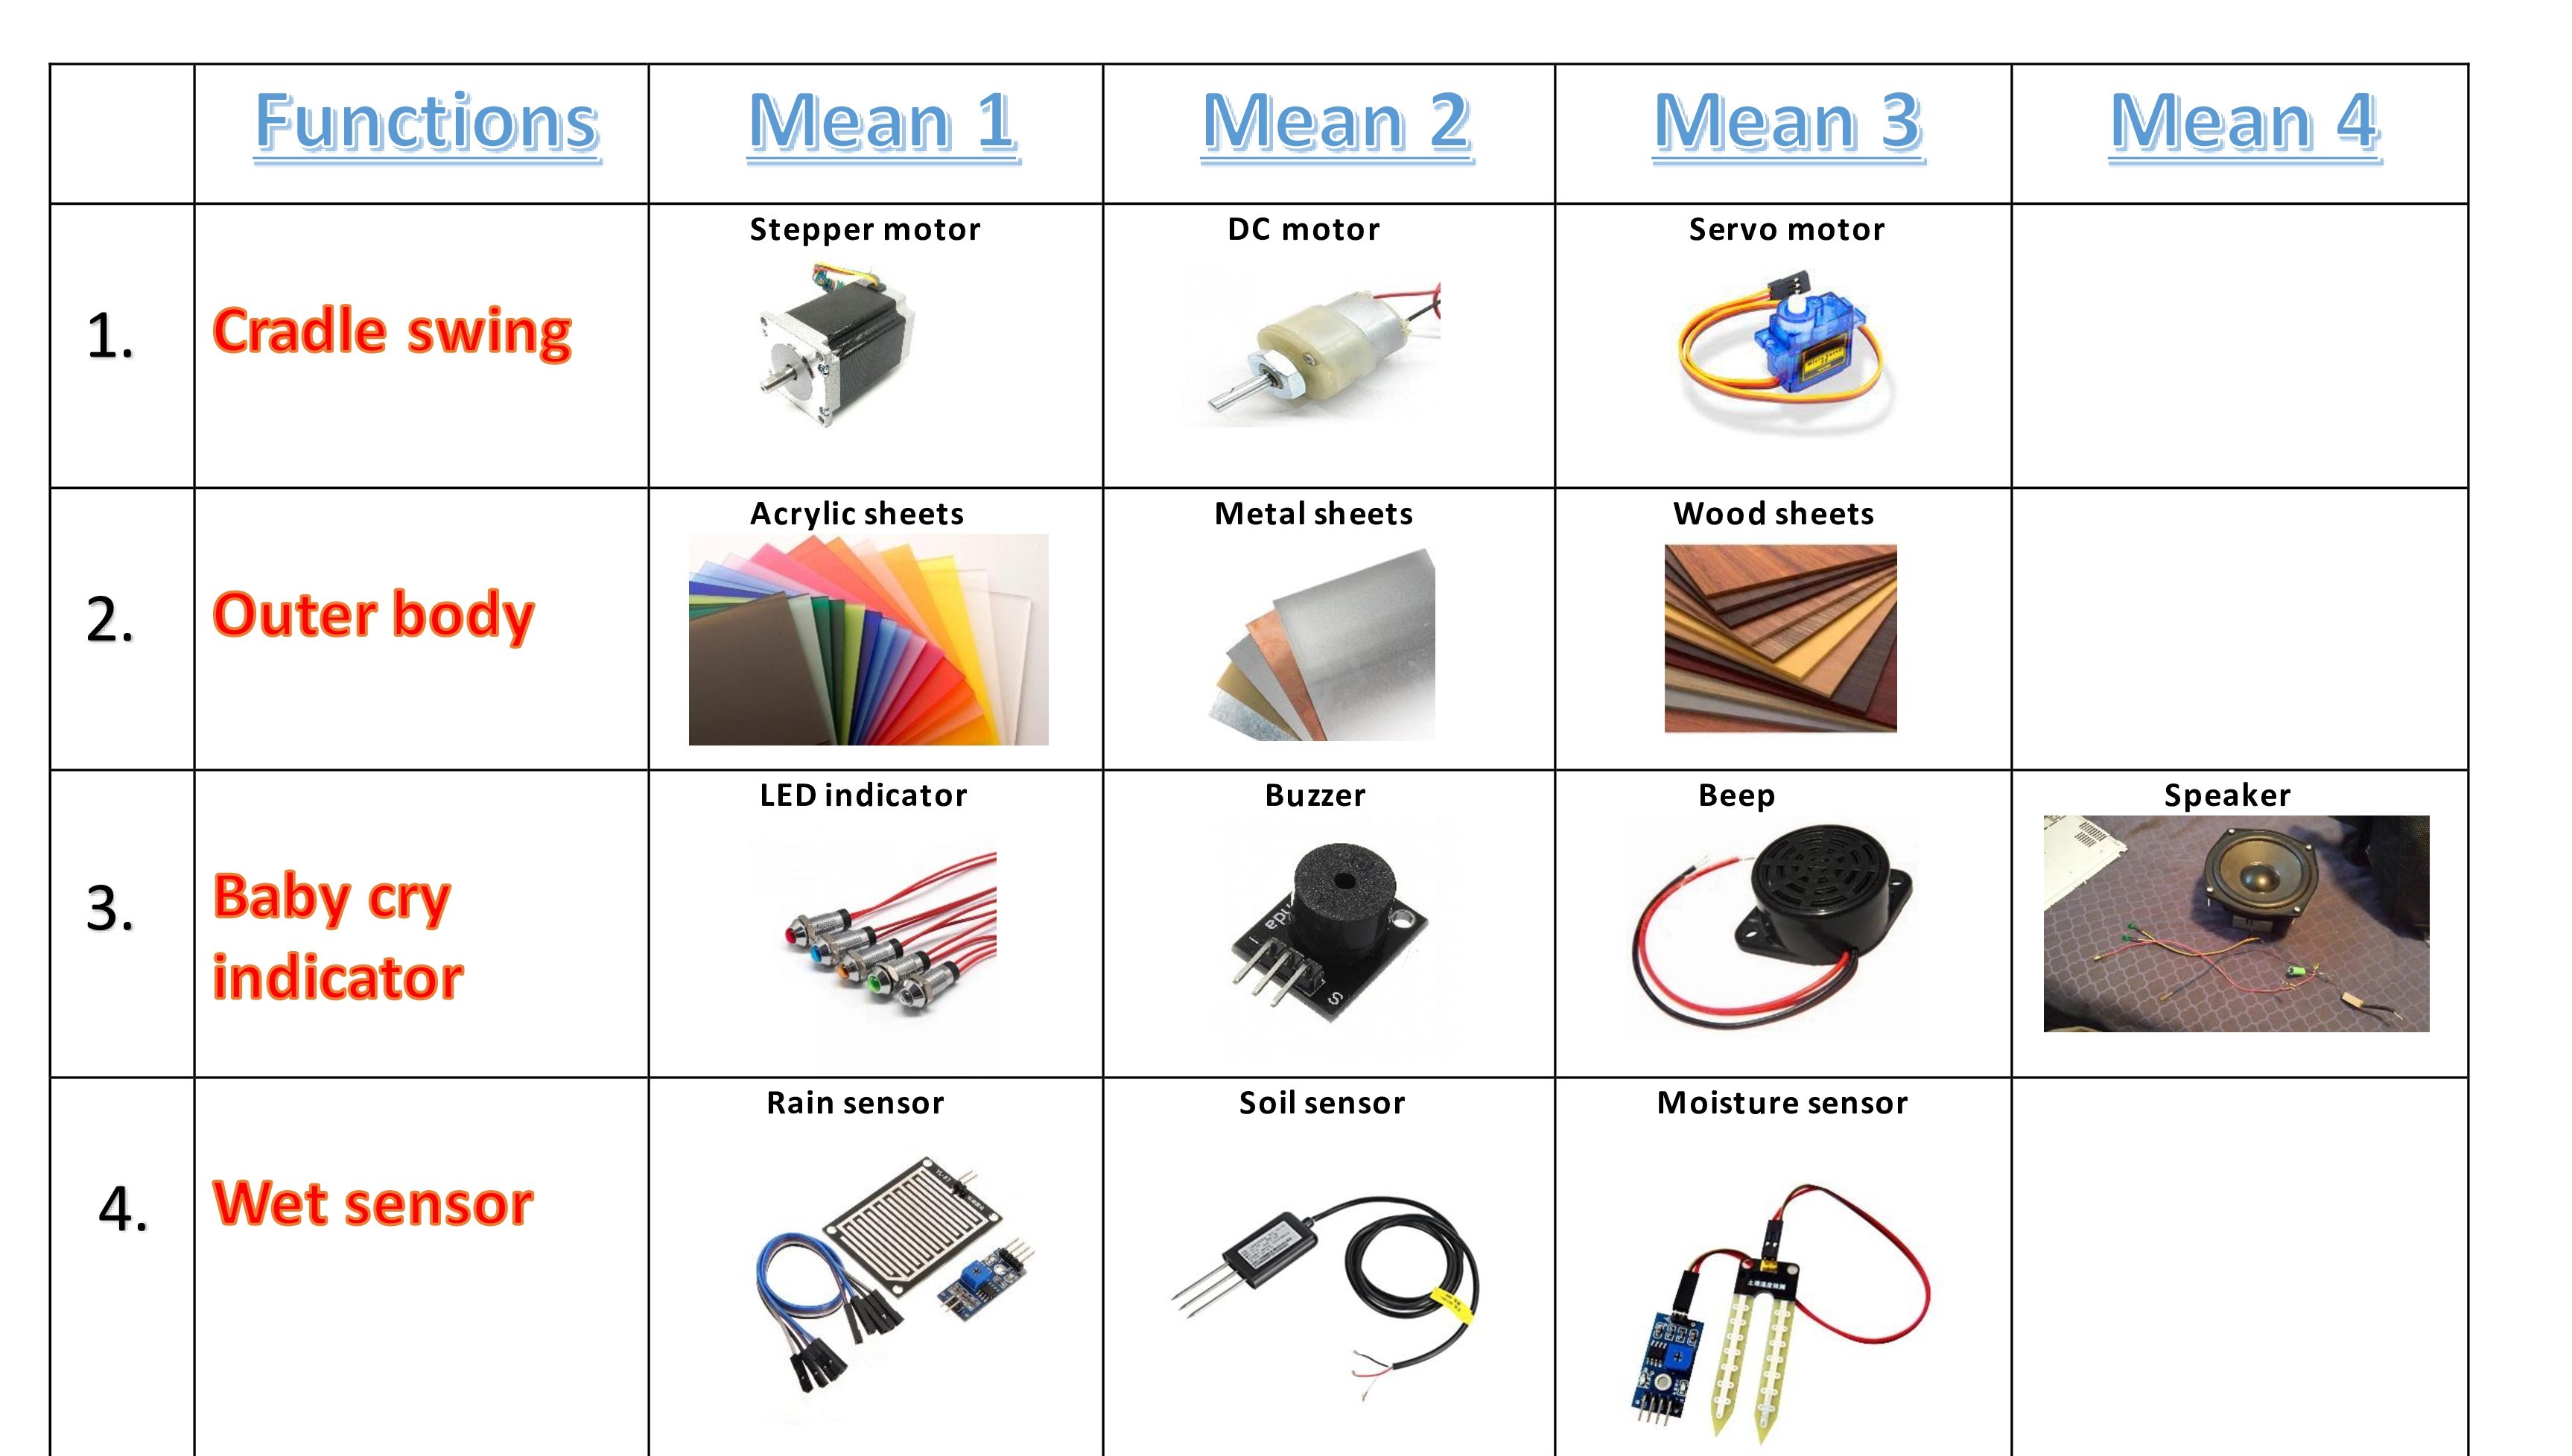 Functions Mean 1 Mean 2 Mean 3 Mean 4
Stepper motor DC motor Servo motor
1. Cradle swing
Acrylic sheets Metal sheets Wood sheets
2. Outer body
LED indicator Buzzer Beep Speaker
3. Baby cry
indicator
S
Rain sensor Soil sensor Moisture sensor
4. Wet sensor